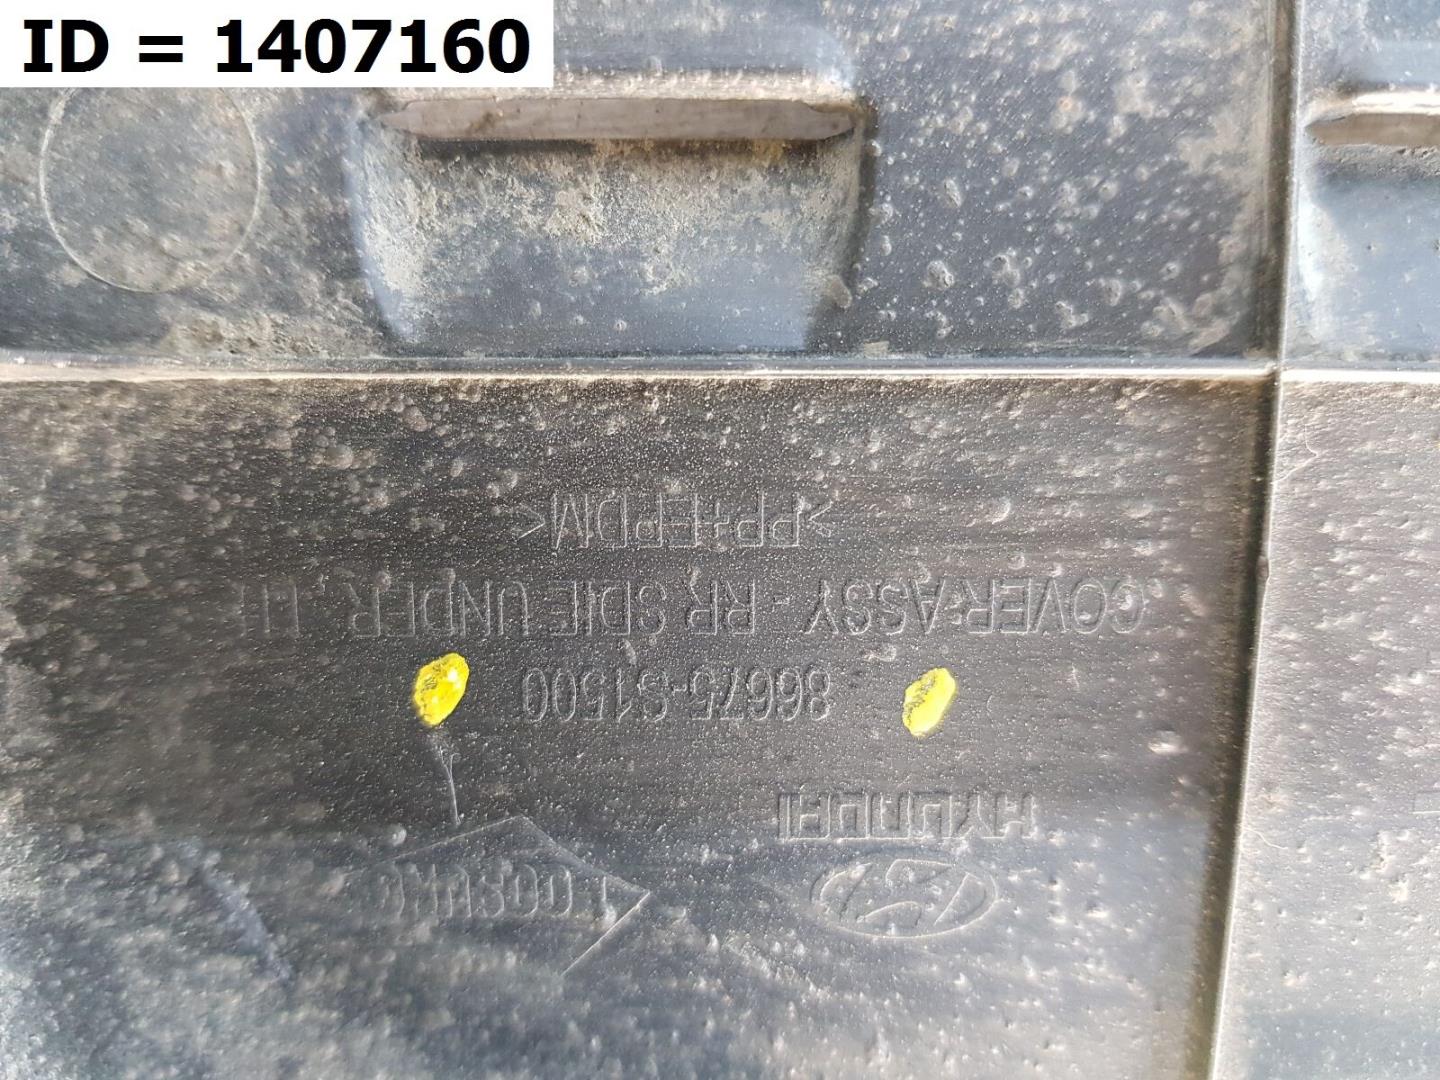 ID = 1407160
HYUNDAI
86675-S1500
COVER ASSY - RR SDIE UNDER, LH
>PP+EPDM<